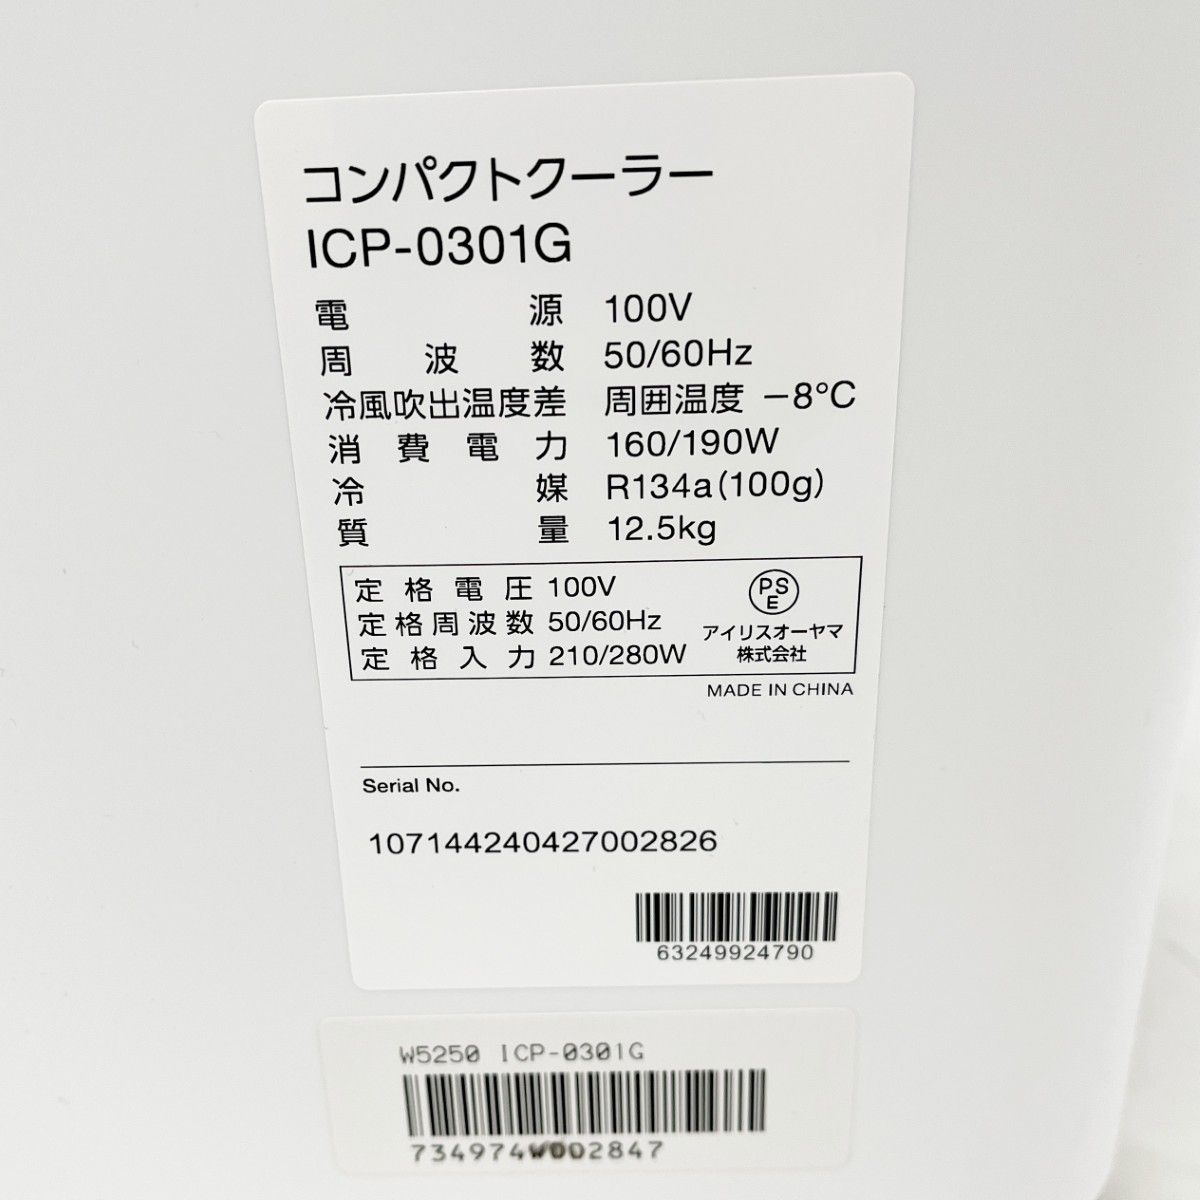 コンパクトクーラー
ICP-0301G
電源 100V
周波数 50/60Hz
冷風吹出温度差 周囲温度 －8℃
消費電力 160/190W
冷媒 R134a(100g)
質量 12.5kg
定格電圧 100V
定格周波数 50/60Hz
定格入力 210/280W
PSE
アイリスオーヤマ
株式会社
MADE IN CHINA
Serial No.
107144240427002826
63249924790
W5250 ICP-0301G
734974W002847